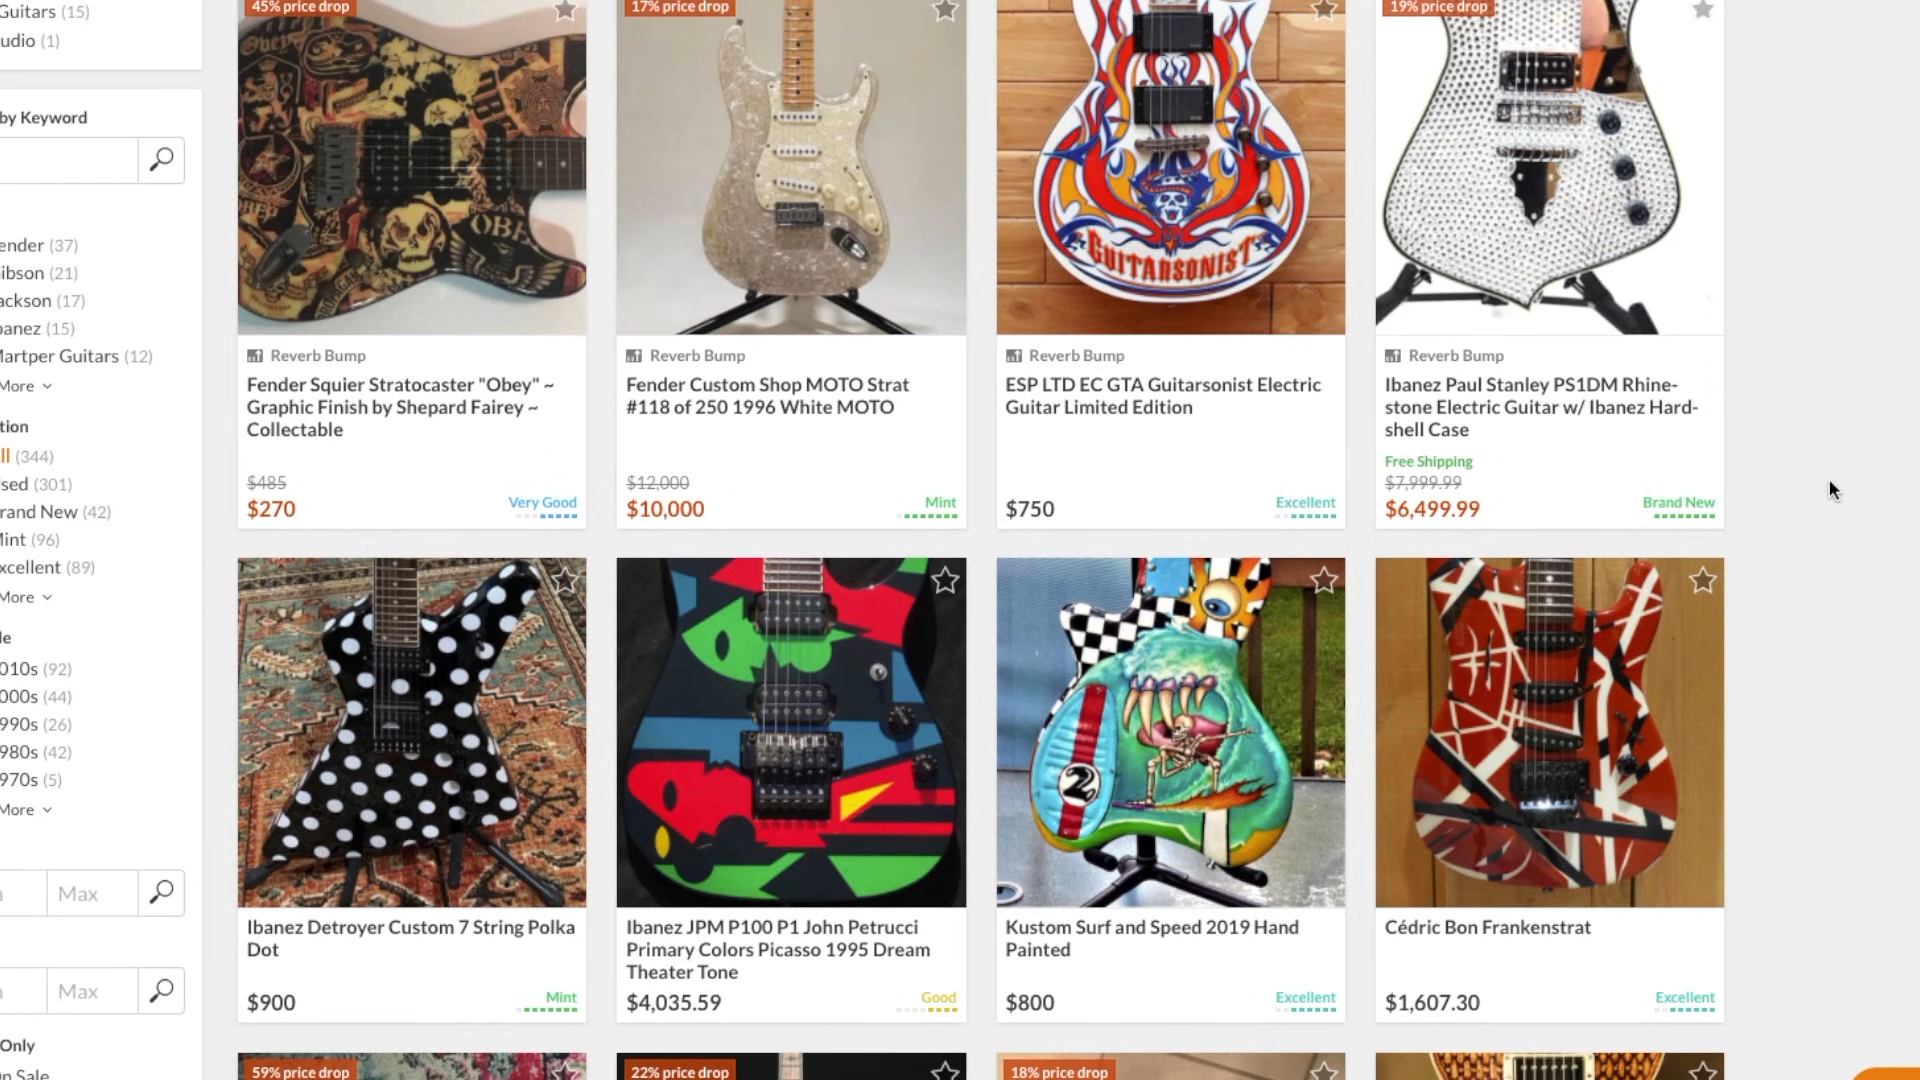 Guitars (15)
udio (1)
by Keyword
ender (37)
ibson (21)
ackson (17)
banez (15)
Martper Guitars (12)
More
tion
ll (344)
sed (301)
rand New (42)
Mint (96)
xcellent (89)
More
de
010s (92)
000s (44)
990s (26)
980s (42)
970s (5)
More
Max
Max
Only
On Sale
45% price drop
OBEY
Reverb Bump
Fender Squier Stratocaster "Obey" ~
Graphic Finish by Shepard Fairey ~
Collectable
$485
$270
Very Good
17% price drop
Reverb Bump
Fender Custom Shop MOTO Strat
#118 of 250 1996 White MOTO
$12,000
$10,000
Mint
GUITARSONIST
Reverb Bump
ESP LTD EC GTA Guitarsonist Electric
Guitar Limited Edition
$750
Excellent
19% price drop
Reverb Bump
Ibanez Paul Stanley PS1DM Rhine-
stone Electric Guitar w/ Ibanez Hard-
shell Case
Free Shipping
$7,999.99
$6,499.99
Brand New
Ibanez Detroyer Custom 7 String Polka
Dot
$900
Mint
Ibanez JPM P100 P1 John Petrucci
Primary Colors Picasso 1995 Dream
Theater Tone
$4,035.59
Good
2
Kustom Surf and Speed 2019 Hand
Painted
$800
Excellent
Cédric Bon Frankenstrat
$1,607.30
Excellent
59% price drop
22% price drop
18% price drop